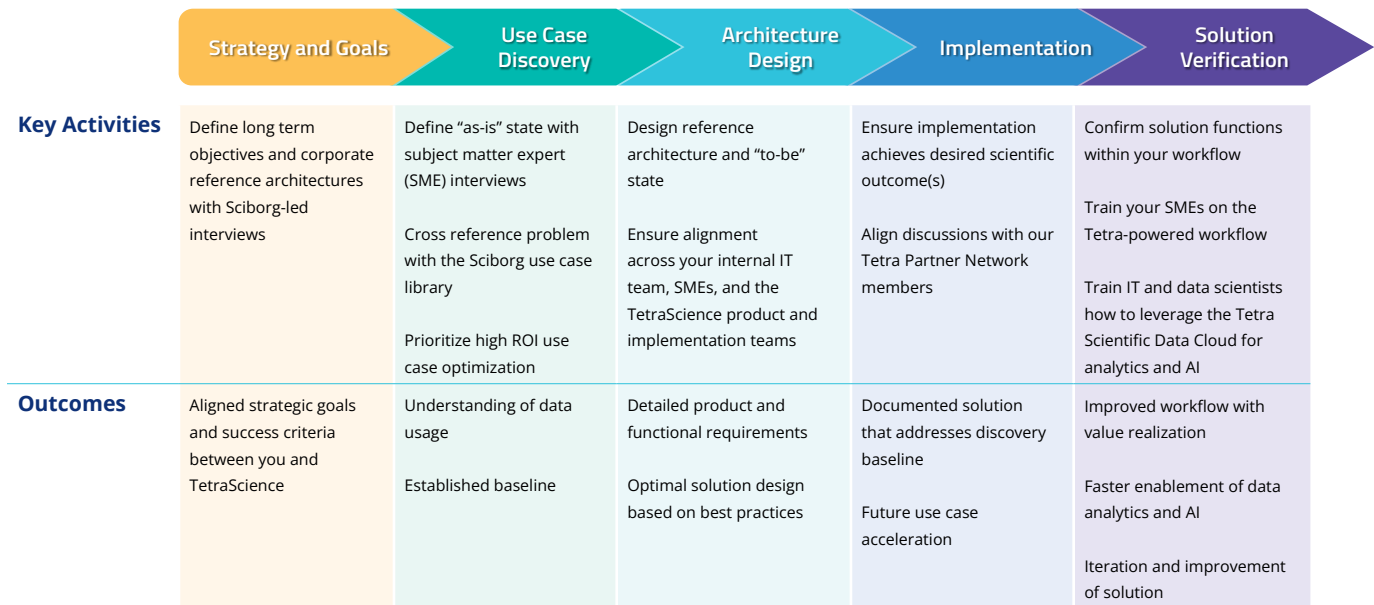 Strategy and Goals
Use Case
Discovery
Architecture
Design
Implementation
Solution
Verification
Key Activities
Define long term
objectives and corporate
reference architectures
with Sciborg-led
interviews
Define “as-is” state with
subject matter expert
(SME) interviews
Cross reference problem
with the Sciborg use case
library
Prioritize high ROI use
case optimization
Design reference
architecture and “to-be”
state
Ensure alignment
across your internal IT
team, SMEs, and the
TetraScience product and
implementation teams
Ensure implementation
achieves desired scientific
outcome(s)
Align discussions with our
Tetra Partner Network
members
Confirm solution functions
within your workflow
Train your SMEs on the
Tetra-powered workflow
Train IT and data scientists
how to leverage the Tetra
Scientific Data Cloud for
analytics and AI
Outcomes
Aligned strategic goals
and success criteria
between you and
TetraScience
Understanding of data
usage
Established baseline
Detailed product and
functional requirements
Optimal solution design
based on best practices
Documented solution
that addresses discovery
baseline
Future use case
acceleration
Improved workflow with
value realization
Faster enablement of data
analytics and AI
Iteration and improvement
of solution